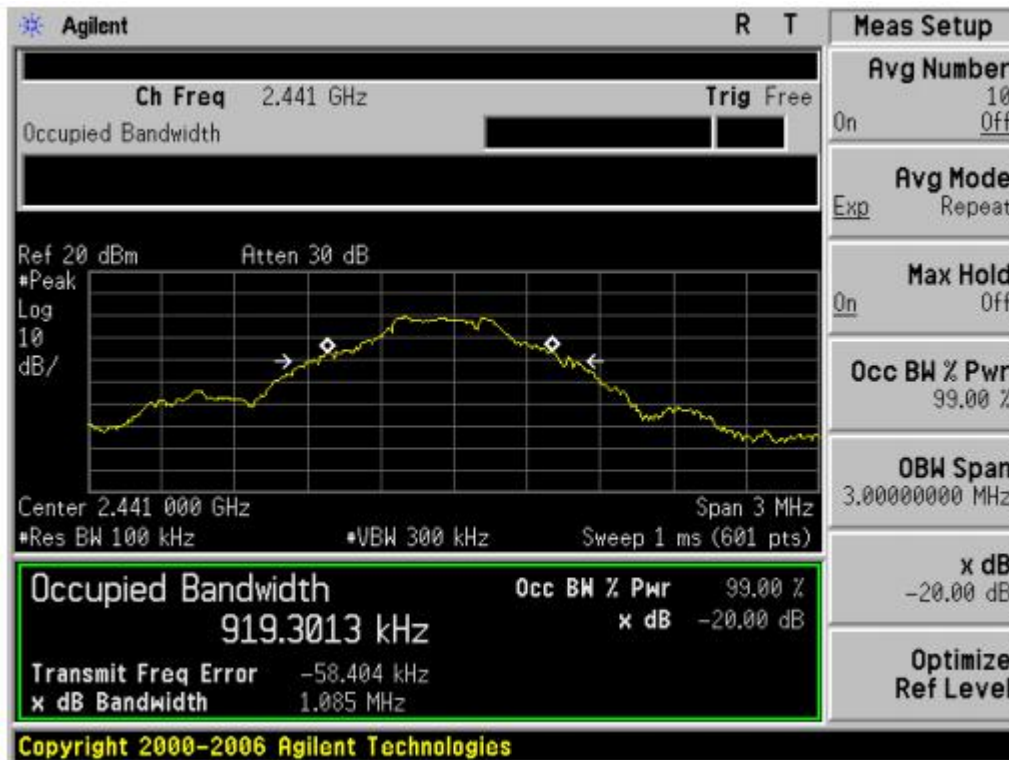 Agilent R T
Ch Freq 2.441 GHz Trig Free
Occupied Bandwidth
Ref 20 dBm Atten 30 dB
#Peak
Log
10
dB/
Center 2.441 000 GHz Span 3 MHz
#Res BW 100 kHz #VBW 300 kHz Sweep 1 ms (601 pts)
Occupied Bandwidth
919.3013 kHz
Occ BW % Pwr 99.00 %
x dB -20.00 dB
Transmit Freq Error -58.404 kHz
x dB Bandwidth 1.085 MHz
Copyright 2000-2006 Agilent Technologies
Meas Setup
Avg Number
10
On Off
Avg Mode
Exp Repeat
Max Hold
On Off
Occ BW % Pwr
99.00 %
OBW Span
3.00000000 MHz
x dB
-20.00 dB
Optimize
Ref Level